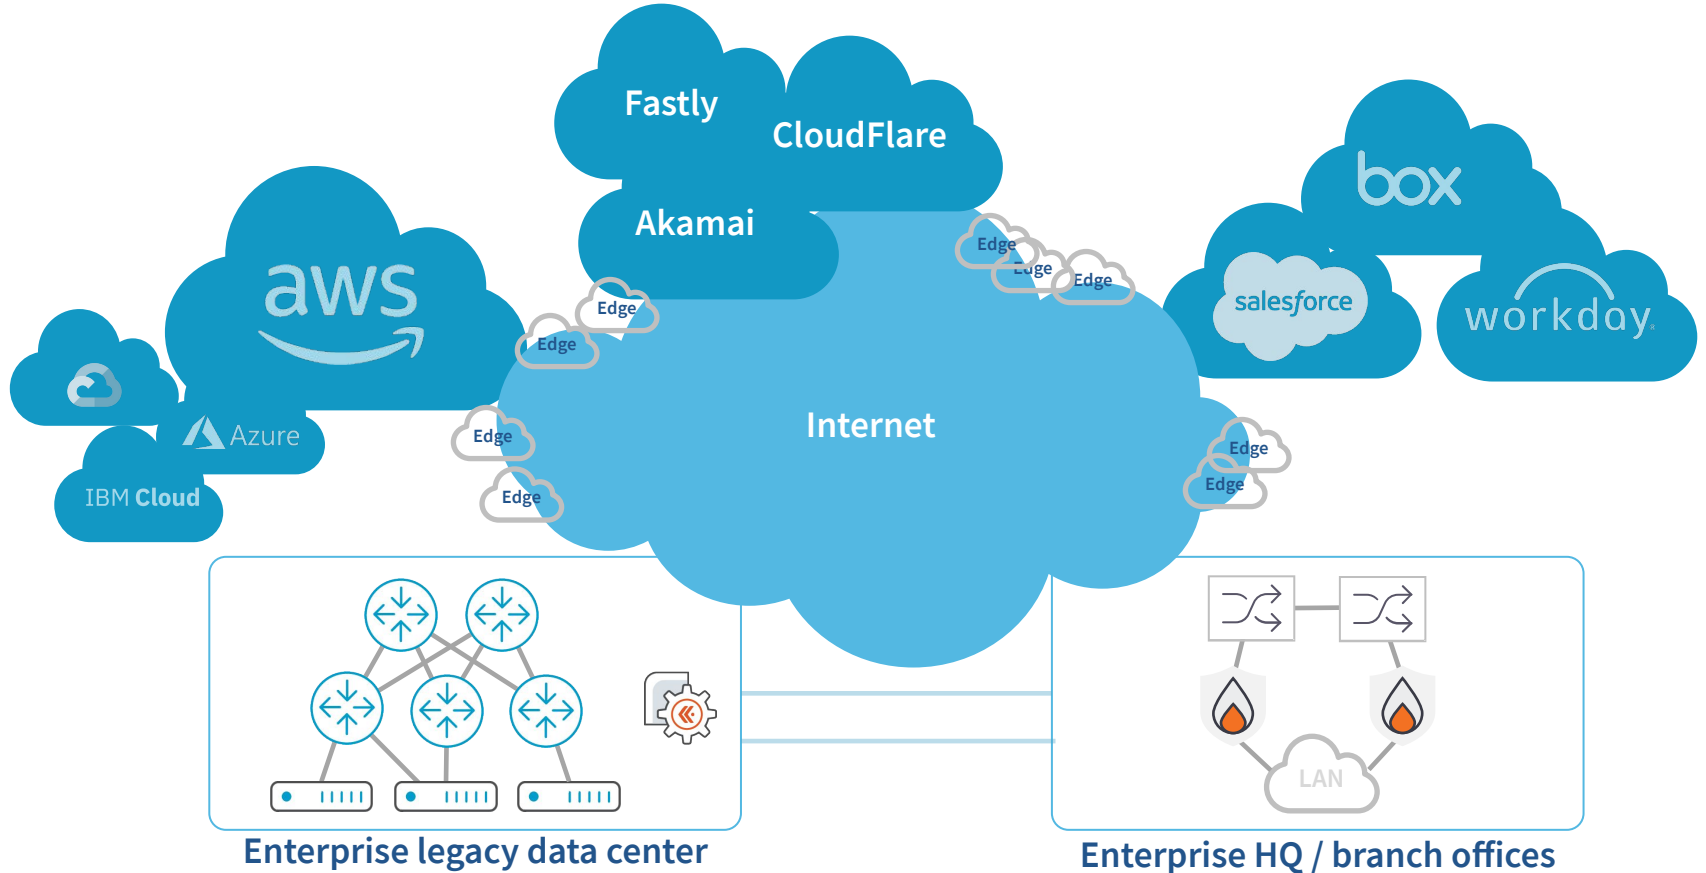 Fastly
CloudFlare
Akamai
box
salesforce
workday
aws
Azure
IBM Cloud
Edge
Edge
Edge
Edge
Edge
Edge
Edge
Edge
Edge
Internet
LAN
Enterprise legacy data center
Enterprise HQ / branch offices